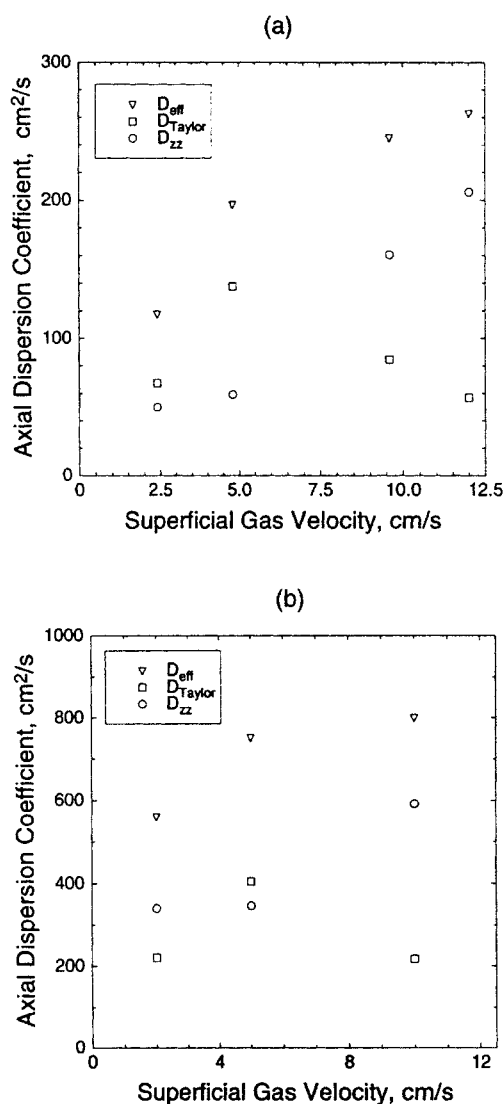 (a)
Axial Dispersion Coefficient, cm²/s
300
200
100
0
D_eff
D_Taylor
D_zz
0 2.5 5.0 7.5 10.0 12.5
Superficial Gas Velocity, cm/s
(b)
Axial Dispersion Coefficient, cm²/s
1000
800
600
400
200
0
D_eff
D_Taylor
D_zz
0 4 8 12
Superficial Gas Velocity, cm/s